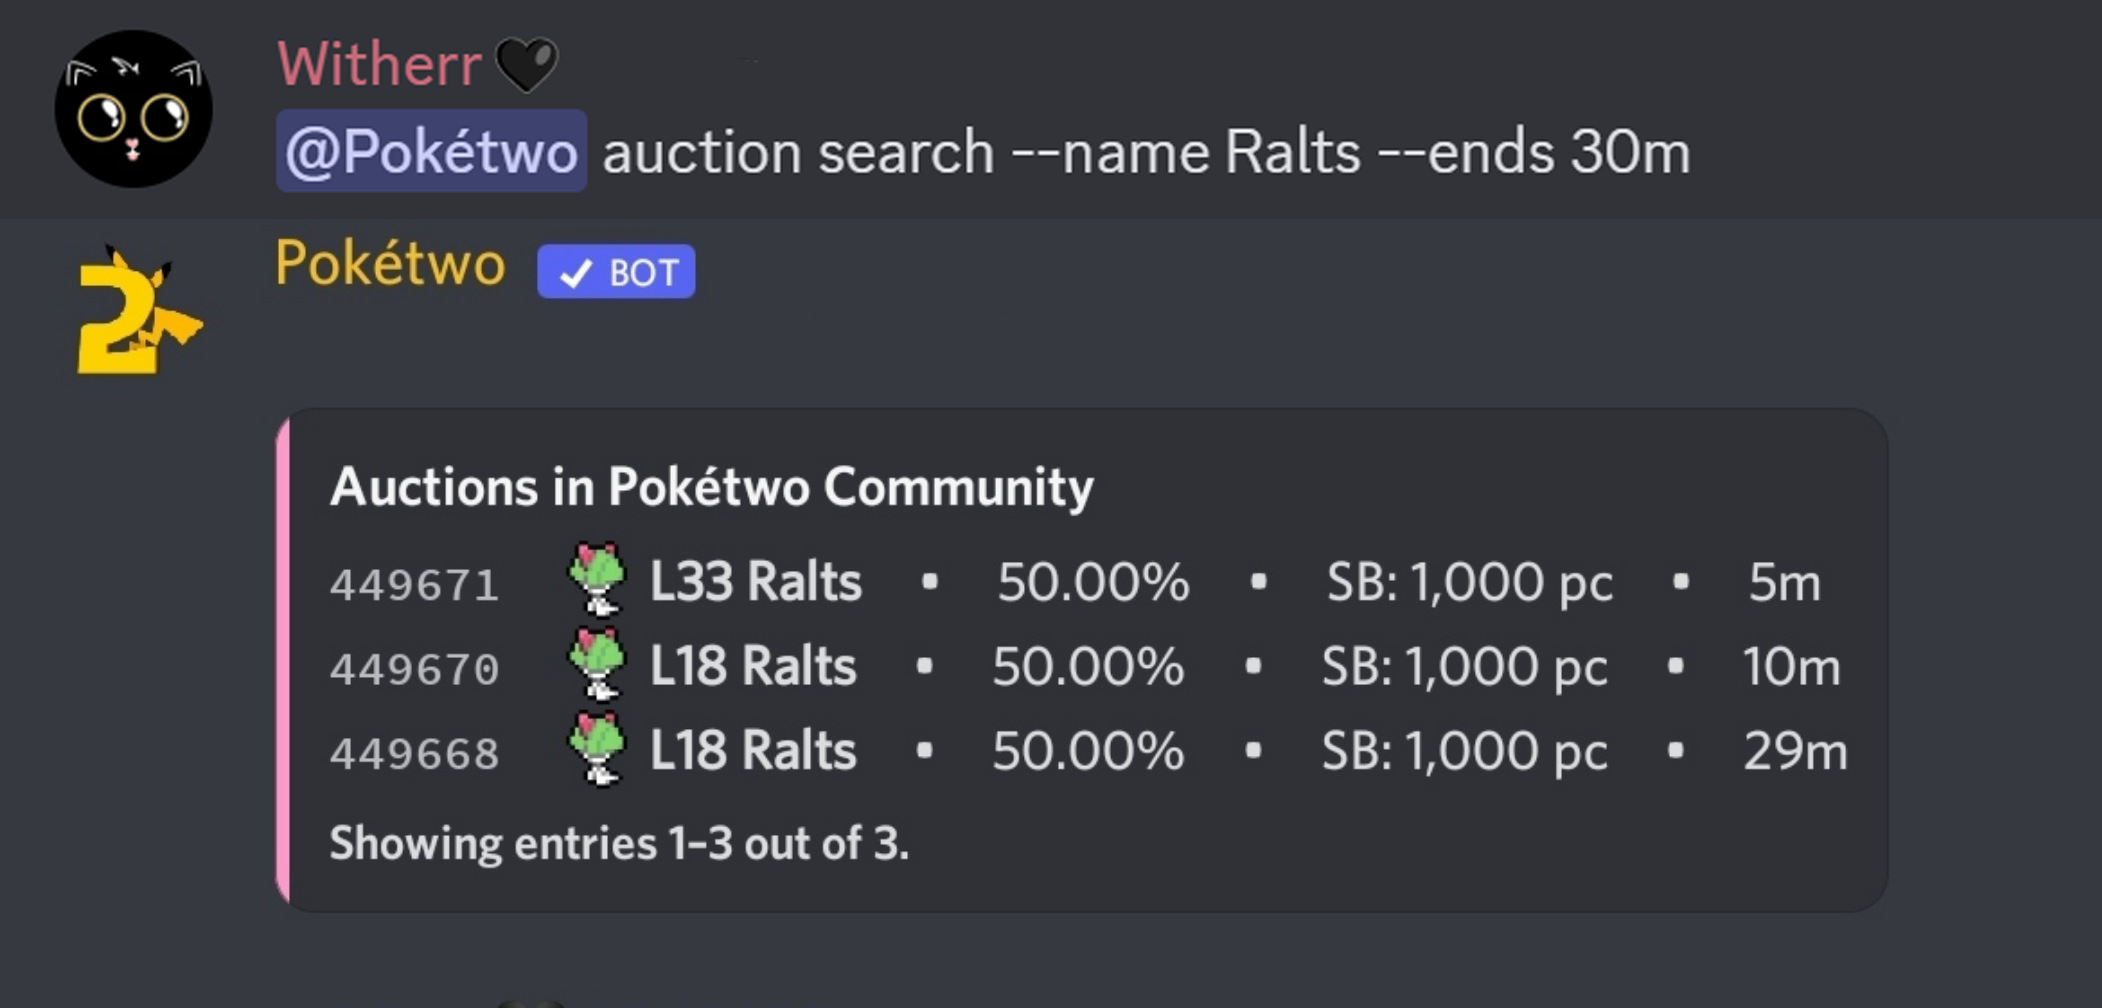 Witherr🖤
@Pokétwo auction search --name Ralts --ends 30m
Pokétwo ✓ BOT
Auctions in Pokétwo Community
449671 L33 Ralts • 50.00% • SB: 1,000 pc • 5m
449670 L18 Ralts • 50.00% • SB: 1,000 pc • 10m
449668 L18 Ralts • 50.00% • SB: 1,000 pc • 29m
Showing entries 1–3 out of 3.